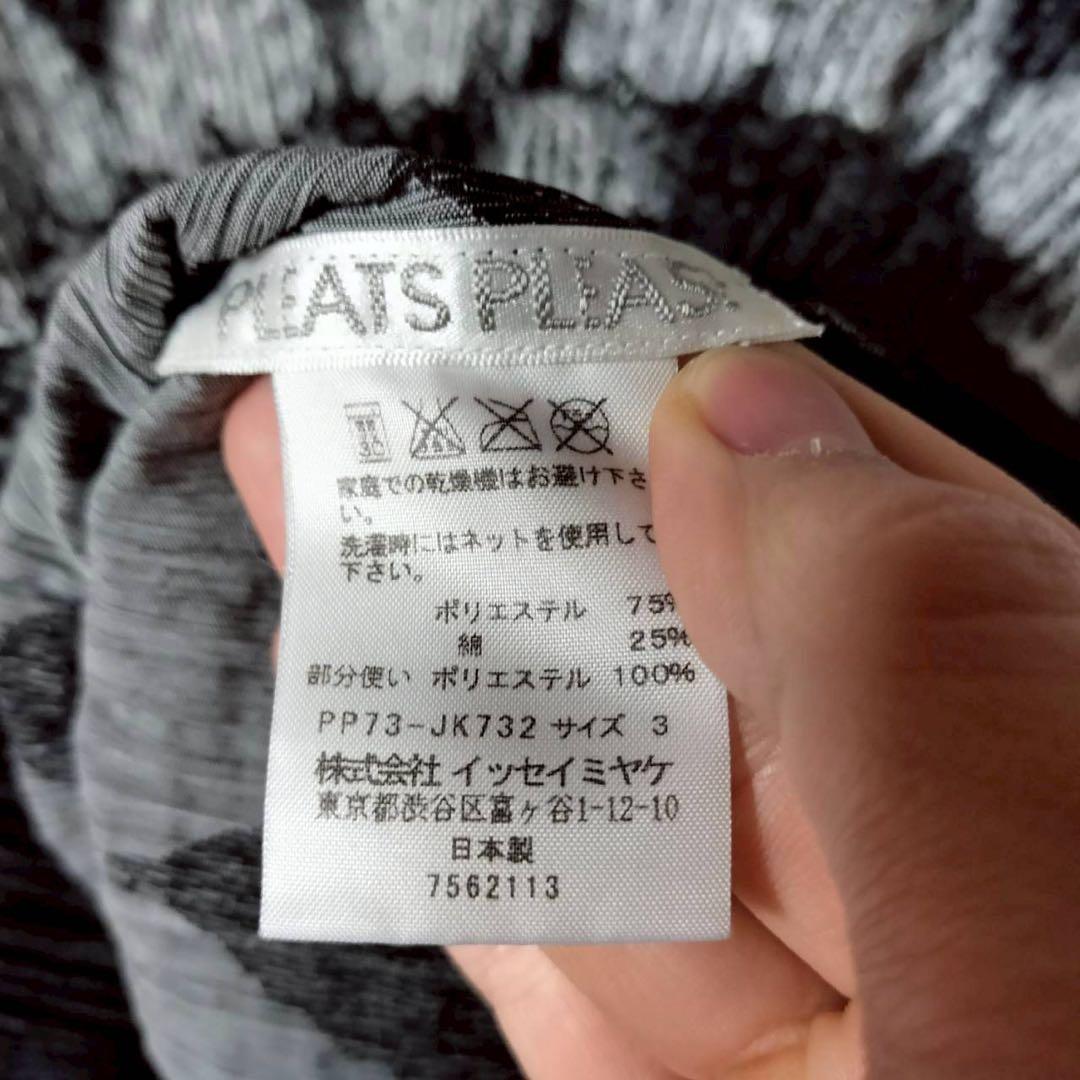 PLEATS PLEAS
30
家庭での乾燥機はお避け下さ
い。
洗濯時にはネットを使用して
下さい。
ポリエステル 75%
綿 25%
部分使い ポリエステル 100%
PP73-JK732 サイズ 3
株式会社 イッセイミヤケ
東京都渋谷区富ヶ谷1-12-10
日本製
7562113